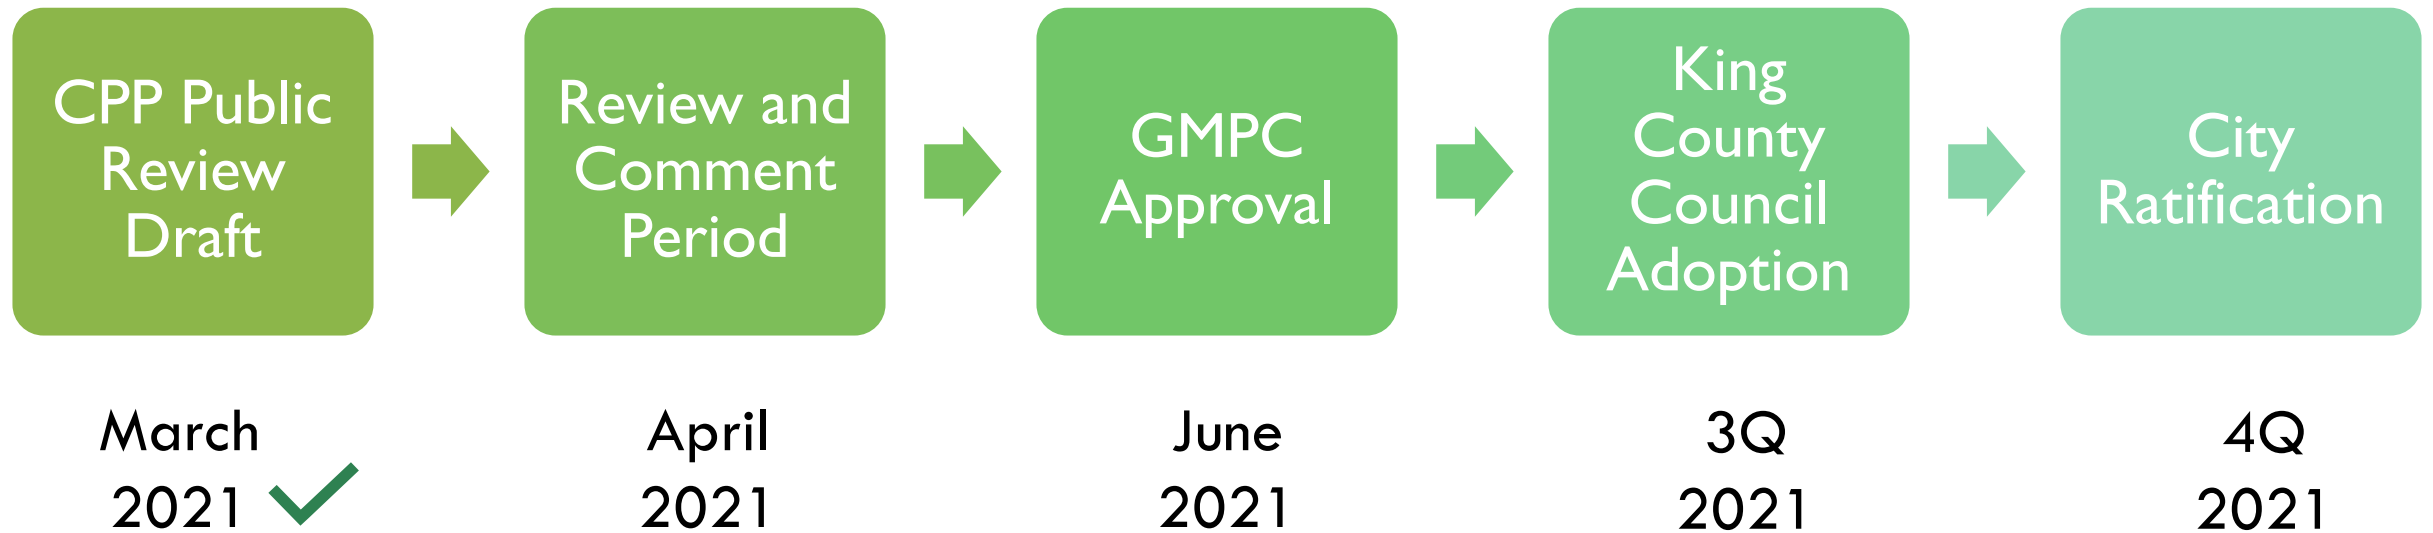 CPP Public
Review
Draft
Review and
Comment
Period
GMPC
Approval
King
County
Council
Adoption
City
Ratification
March
2021
April
2021
June
2021
3Q
2021
4Q
2021